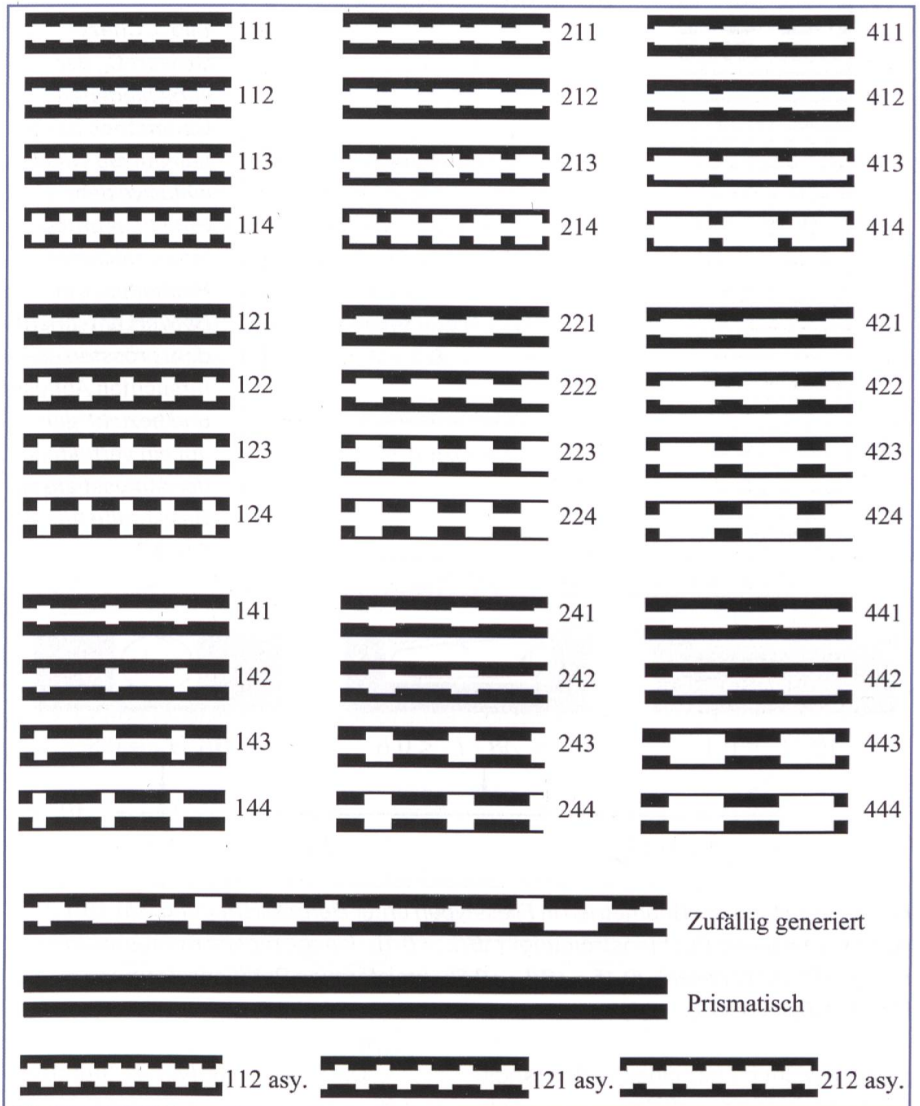 111 211 411
112 212 412
113 213 413
114 214 414
121 221 421
122 222 422
123 223 423
124 224 424
141 241 441
142 242 442
143 243 443
144 244 444
Zufällig generiert
Prismatisch
112 asy. 121 asy. 212 asy.